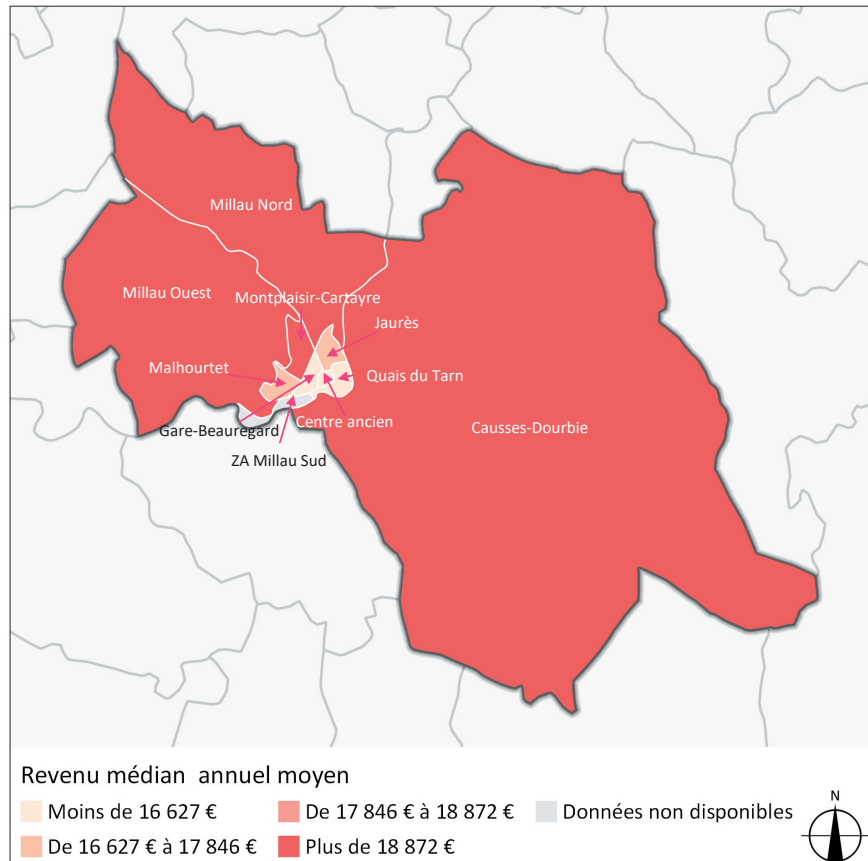 Millau Nord
Millau Ouest
Montplaisir-Cartayre
Jaurès
Malhourtet
Quais du Tarn
Gare-Beauregard
Centre ancien
Causses-Dourbie
ZA Millau Sud
Revenu médian annuel moyen
Moins de 16 627 €
De 17 846 € à 18 872 €
Données non disponibles
De 16 627 € à 17 846 €
Plus de 18 872 €
N